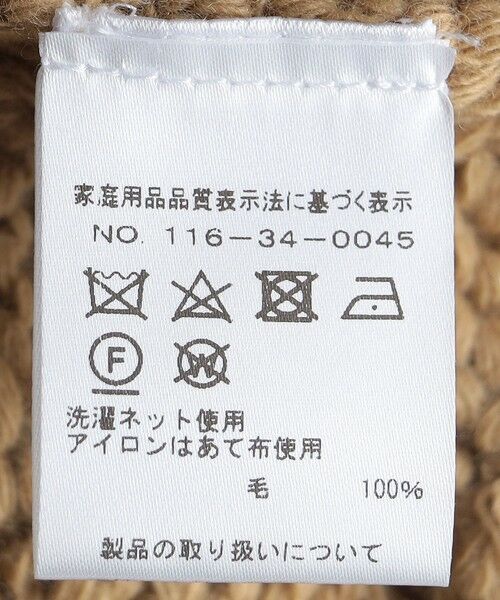 家庭用品品質表示法に基づく表示
NO. 116-34-0045
F W
洗濯ネット使用
アイロンはあて布使用
毛 100%
製品の取り扱いについて